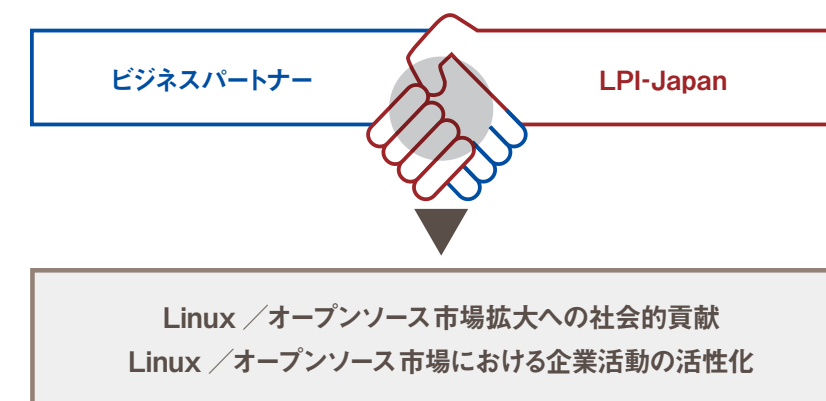 ビジネスパートナー
LPI-Japan
Linux ／オープンソース市場拡大への社会的貢献
Linux ／オープンソース市場における企業活動の活性化